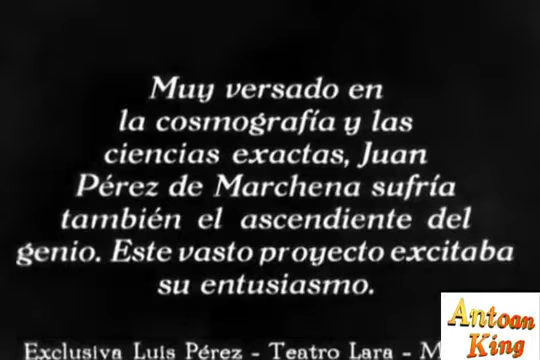 Muy versado en
la cosmografía y las
ciencias exactas, Juan
Pérez de Marchena sufría
también el ascendiente del
genio. Este vasto proyecto excitaba
su entusiasmo.
Exclusiva Luis Pérez - Teatro Lara -
Antoan
King